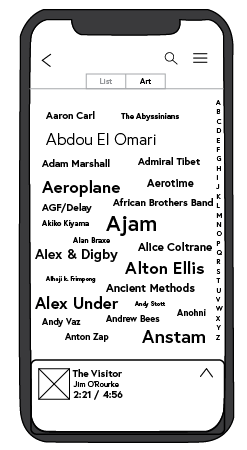 List Art
Aaron Carl The Abyssinians
Abdou El Omari
Adam Marshall Admiral Tibet
Aeroplane Aerotime
AGF/Delay African Brothers Band
Akiko Kiyama Ajam
Alan Braxe
Alex & Digby Alice Coltrane
Alton Ellis
Alhaji k. Frimpong
Ancient Methods
Alex Under Andy Stott
Andy Vaz Andrew Bees Anohni
Anton Zap Anstam
A
B
C
D
E
F
G
H
I
J
K
L
M
N
O
P
Q
R
S
T
U
V
W
X
Y
Z
The Visitor
Jim O'Rourke
2:21 / 4:56